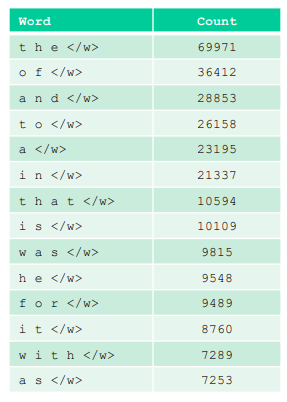 Word Count
t h e </w> 69971
o f </w> 36412
a n d </w> 28853
t o </w> 26158
a </w> 23195
i n </w> 21337
t h a t </w> 10594
i s </w> 10109
w a s </w> 9815
h e </w> 9548
f o r </w> 9489
i t </w> 8760
w i t h </w> 7289
a s </w> 7253